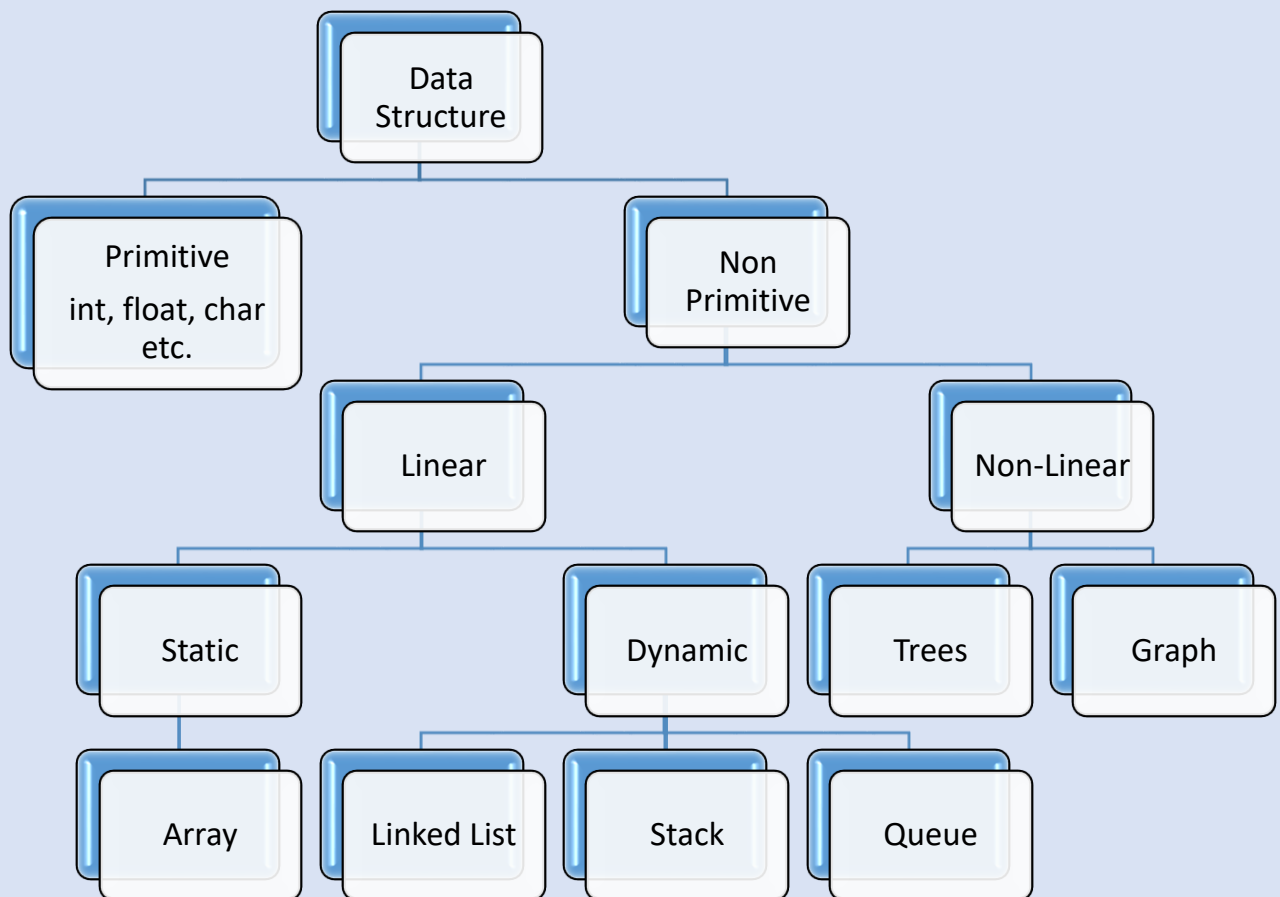 Data
Structure
Primitive
int, float, char
etc.
Non
Primitive
Linear
Non-Linear
Static
Dynamic
Trees
Graph
Array
Linked List
Stack
Queue